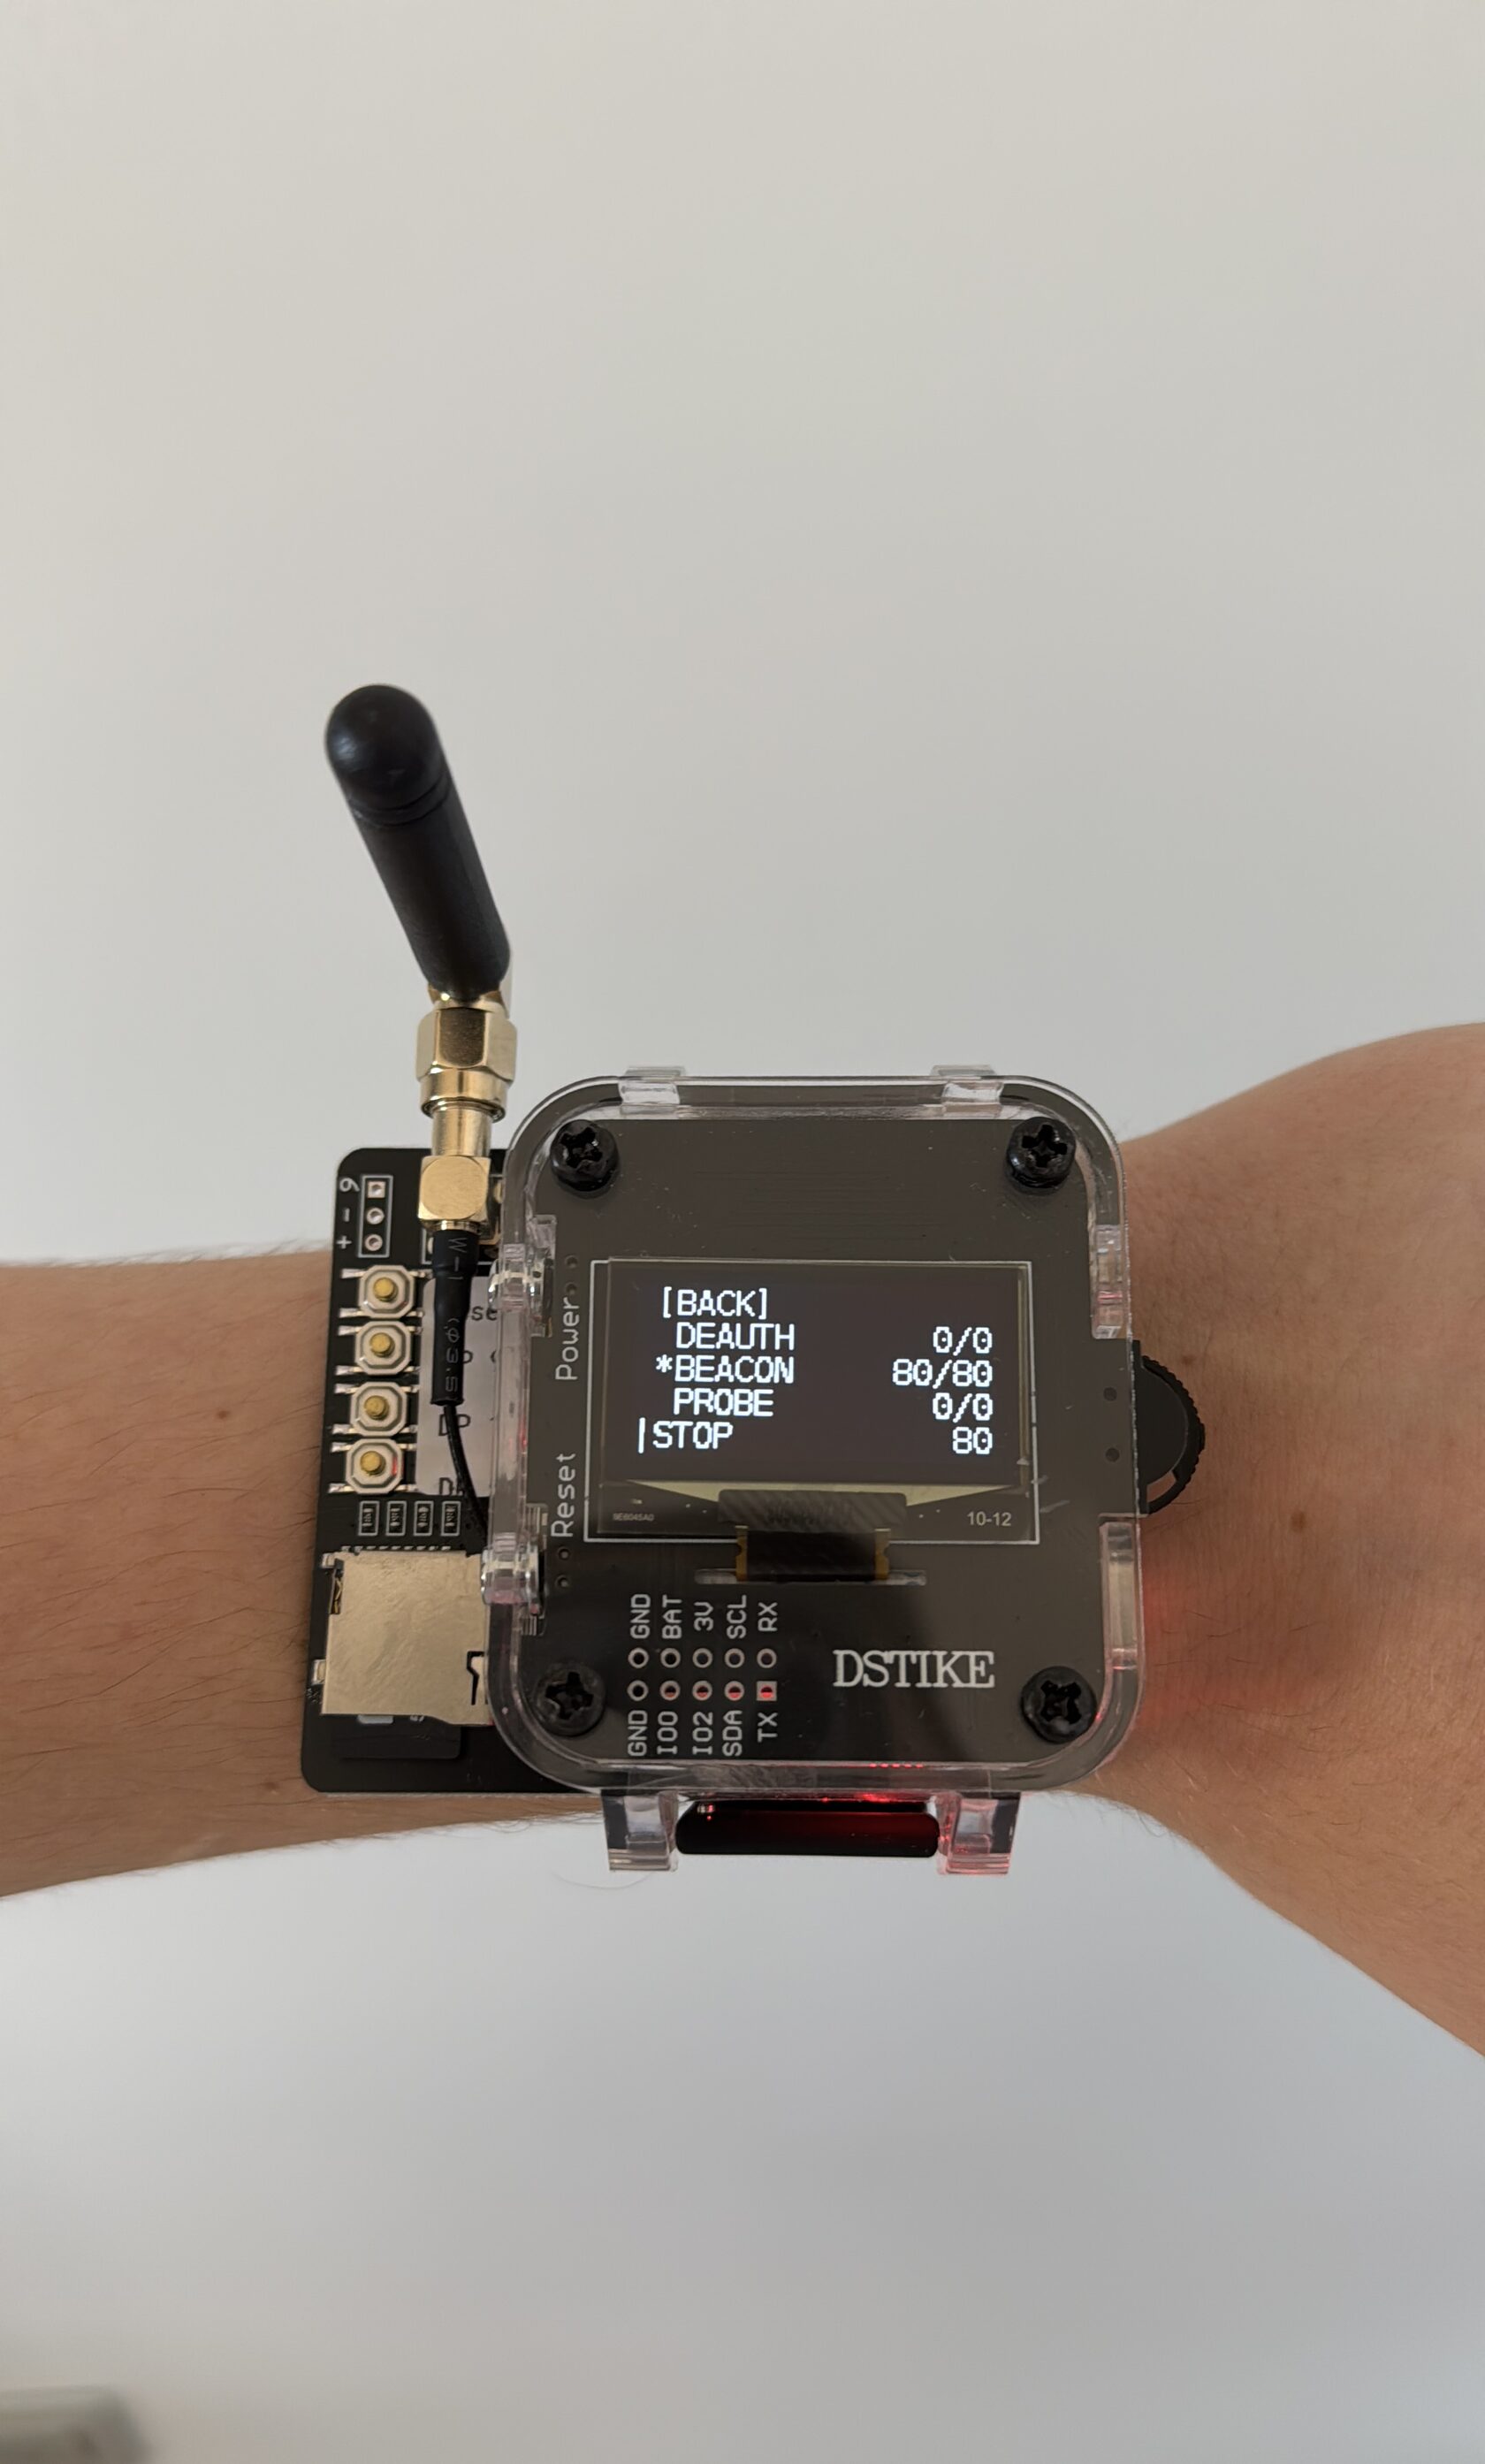 [BACK]
DEAUTH 0/0
*BEACON 80/80
PROBE 0/0
|STOP 80
Power
Reset
10-12
GND BAT 3V SCL RX
GND IO0 IO2 SDA TX
DSTIKE
+ -